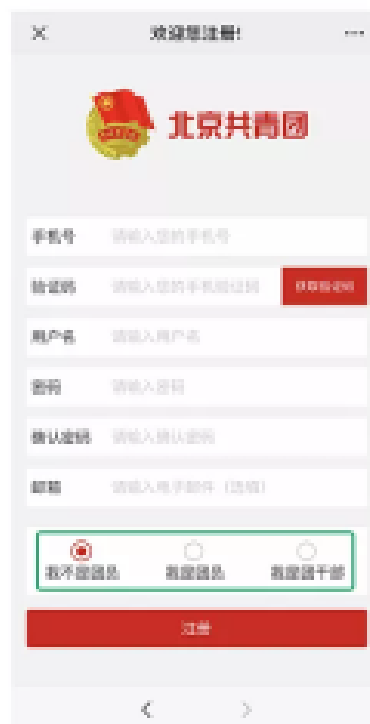 欢迎您注册!
北京共青团
手机号 请输入您的手机号
验证码 请输入您的手机验证码 获取验证码
用户名 请输入用户名
密码 请输入密码
确认密码 请输入确认密码
邮箱 请输入电子邮件（选填）
我不是团员 我是团员 我是团干部
注册